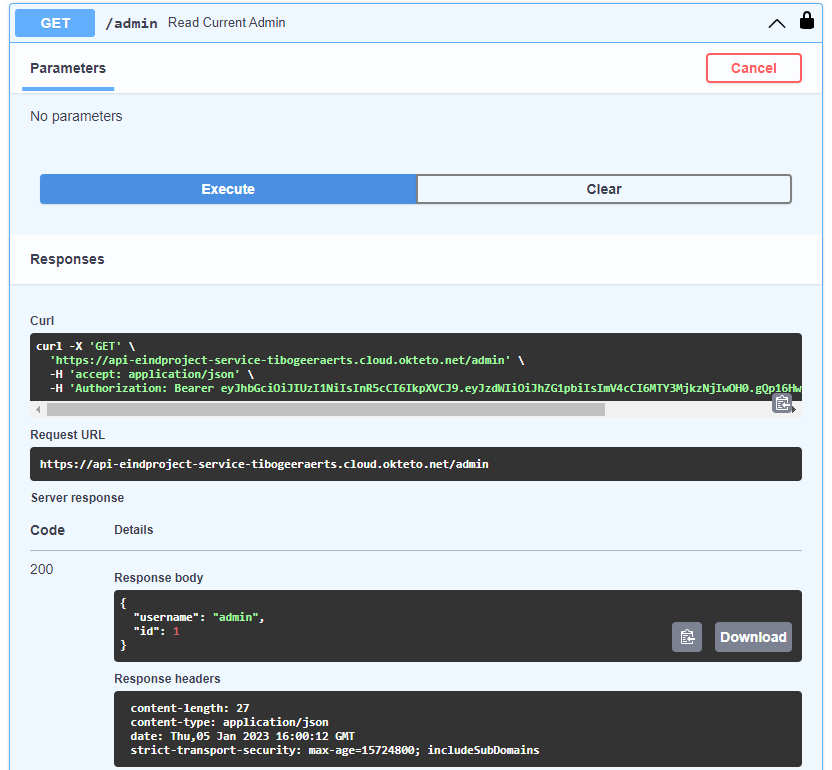 GET /admin Read Current Admin
Parameters
Cancel
No parameters
Execute
Clear
Responses
Curl
curl -X 'GET' \
'https://api-eindproject-service-tibogeeraerts.cloud.okteto.net/admin' \
-H 'accept: application/json' \
-H 'Authorization: Bearer eyJhbGciOiJIUzI1NiIsInR5cCI6IkpXVCJ9.eyJzdWIiOiJhZG1pbiIsImV4cCI6MTY3MjkzNjIwOH0.gQp16Hw
Request URL
https://api-eindproject-service-tibogeeraerts.cloud.okteto.net/admin
Server response
Code Details
200
Response body
{
"username": "admin",
"id": 1
}
Download
Response headers
content-length: 27
content-type: application/json
date: Thu,05 Jan 2023 16:00:12 GMT
strict-transport-security: max-age=15724800; includeSubDomains